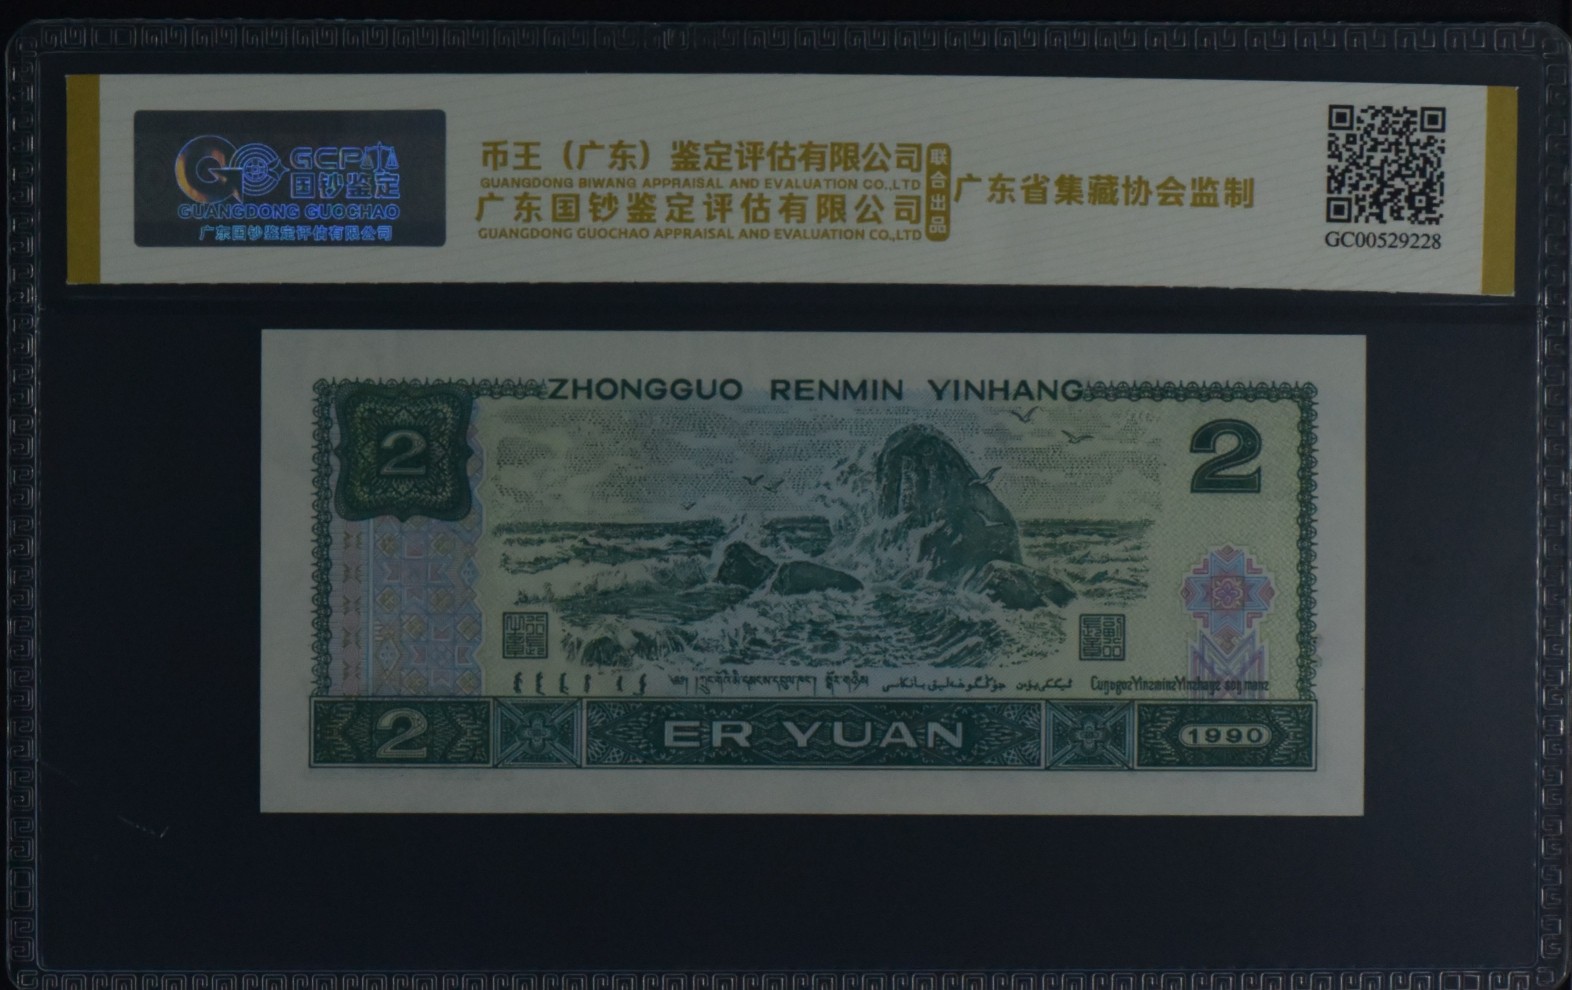 GCP
国钞鉴定
GUANGDONG GUOCHAO
广东国钞鉴定评估有限公司
币王（广东）鉴定评估有限公司
GUANGDONG BIWANG APPRAISAL AND EVALUATION CO.,LTD
广东国钞鉴定评估有限公司
GUANGDONG GUOCHAO APPRAISAL AND EVALUATION CO.,LTD
联合出品
广东省集藏协会监制
GC00529228
ZHONGGUO RENMIN YINHANG
2
2
2
ER YUAN
1990